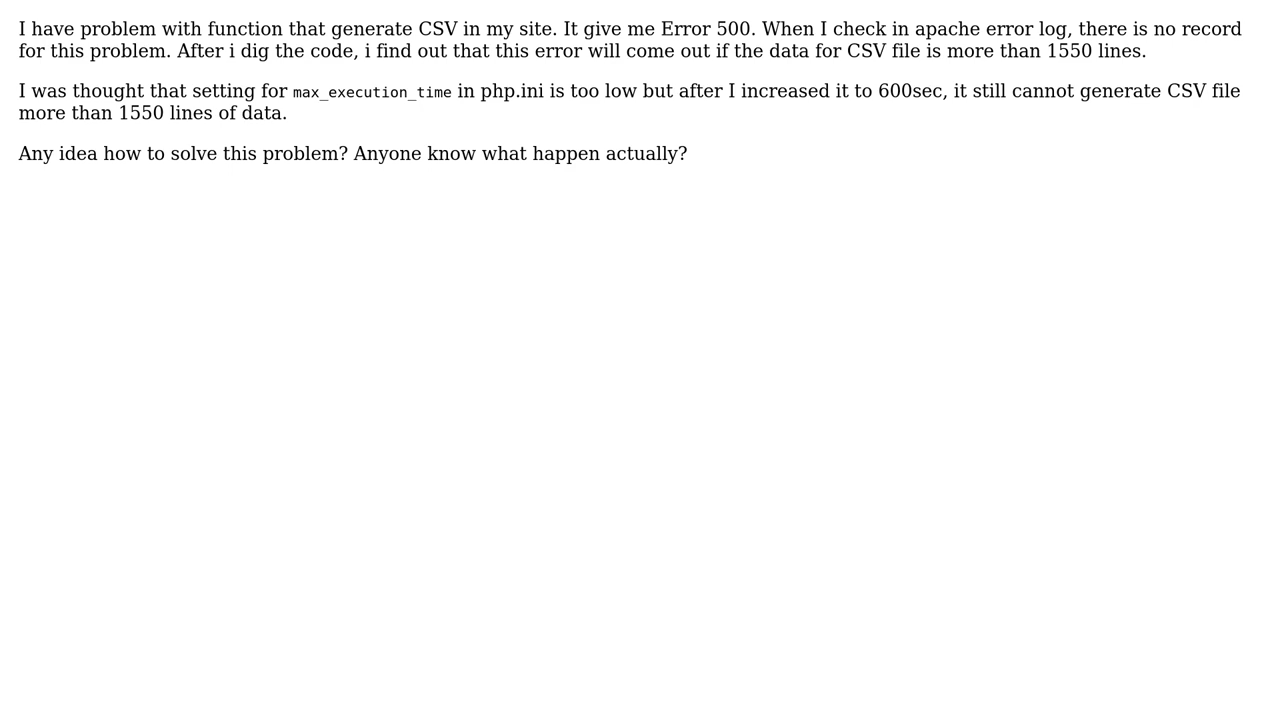 I have problem with function that generate CSV in my site. It give me Error 500. When I check in apache error log, there is no record
for this problem. After i dig the code, i find out that this error will come out if the data for CSV file is more than 1550 lines.
I was thought that setting for max_execution_time in php.ini is too low but after I increased it to 600sec, it still cannot generate CSV file
more than 1550 lines of data.
Any idea how to solve this problem? Anyone know what happen actually?